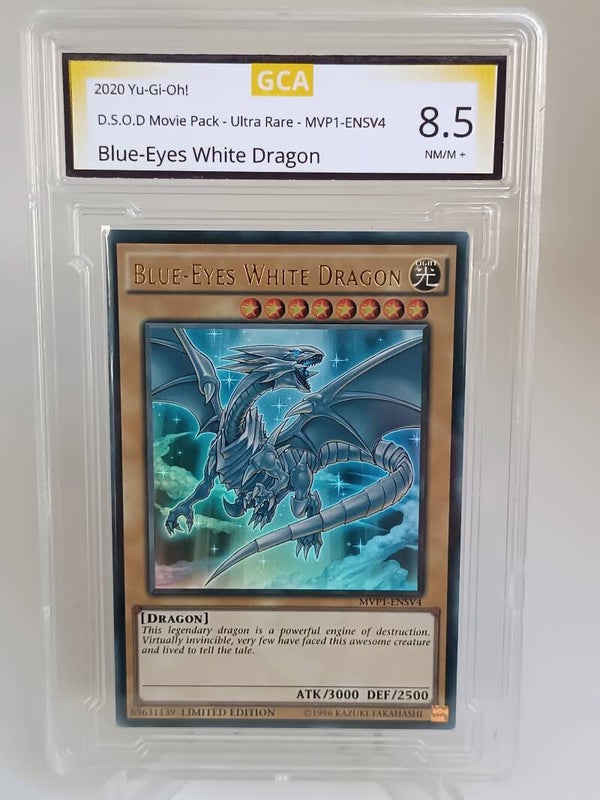 GCA
2020 Yu-Gi-Oh!
D.S.O.D Movie Pack - Ultra Rare - MVP1-ENSV4
8.5
Blue-Eyes White Dragon
NM/M +
BLUE-EYES WHITE DRAGON
LIGHT
光
MVP1-ENSV4
[DRAGON]
This legendary dragon is a powerful engine of destruction.
Virtually invincible, very few have faced this awesome creature
and lived to tell the tale.
ATK/3000 DEF/2500
89631139 LIMITED EDITION ©1996 KAZUKI TAKAHASHI